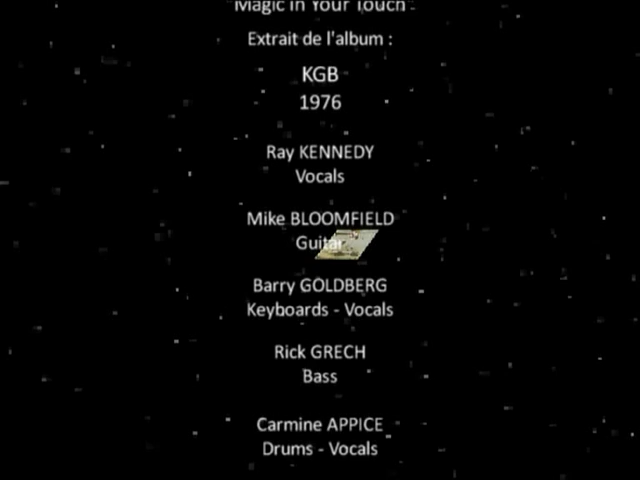 Magic in Your Touch
Extrait de l'album :
KGB
1976
Ray KENNEDY
Vocals
Mike BLOOMFIELD
Guitar
Barry GOLDBERG
Keyboards - Vocals
Rick GRECH
Bass
Carmine APPICE
Drums - Vocals